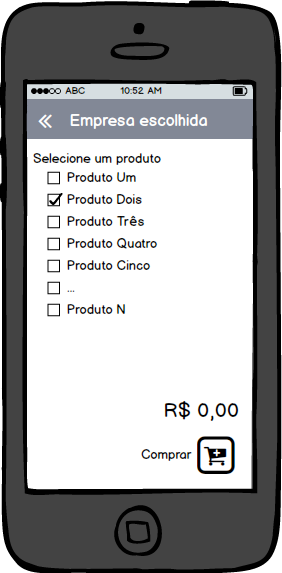 ABC 10:52 AM
Empresa escolhida
Selecione um produto
Produto Um
Produto Dois
Produto Três
Produto Quatro
Produto Cinco
...
Produto N
R$ 0,00
Comprar